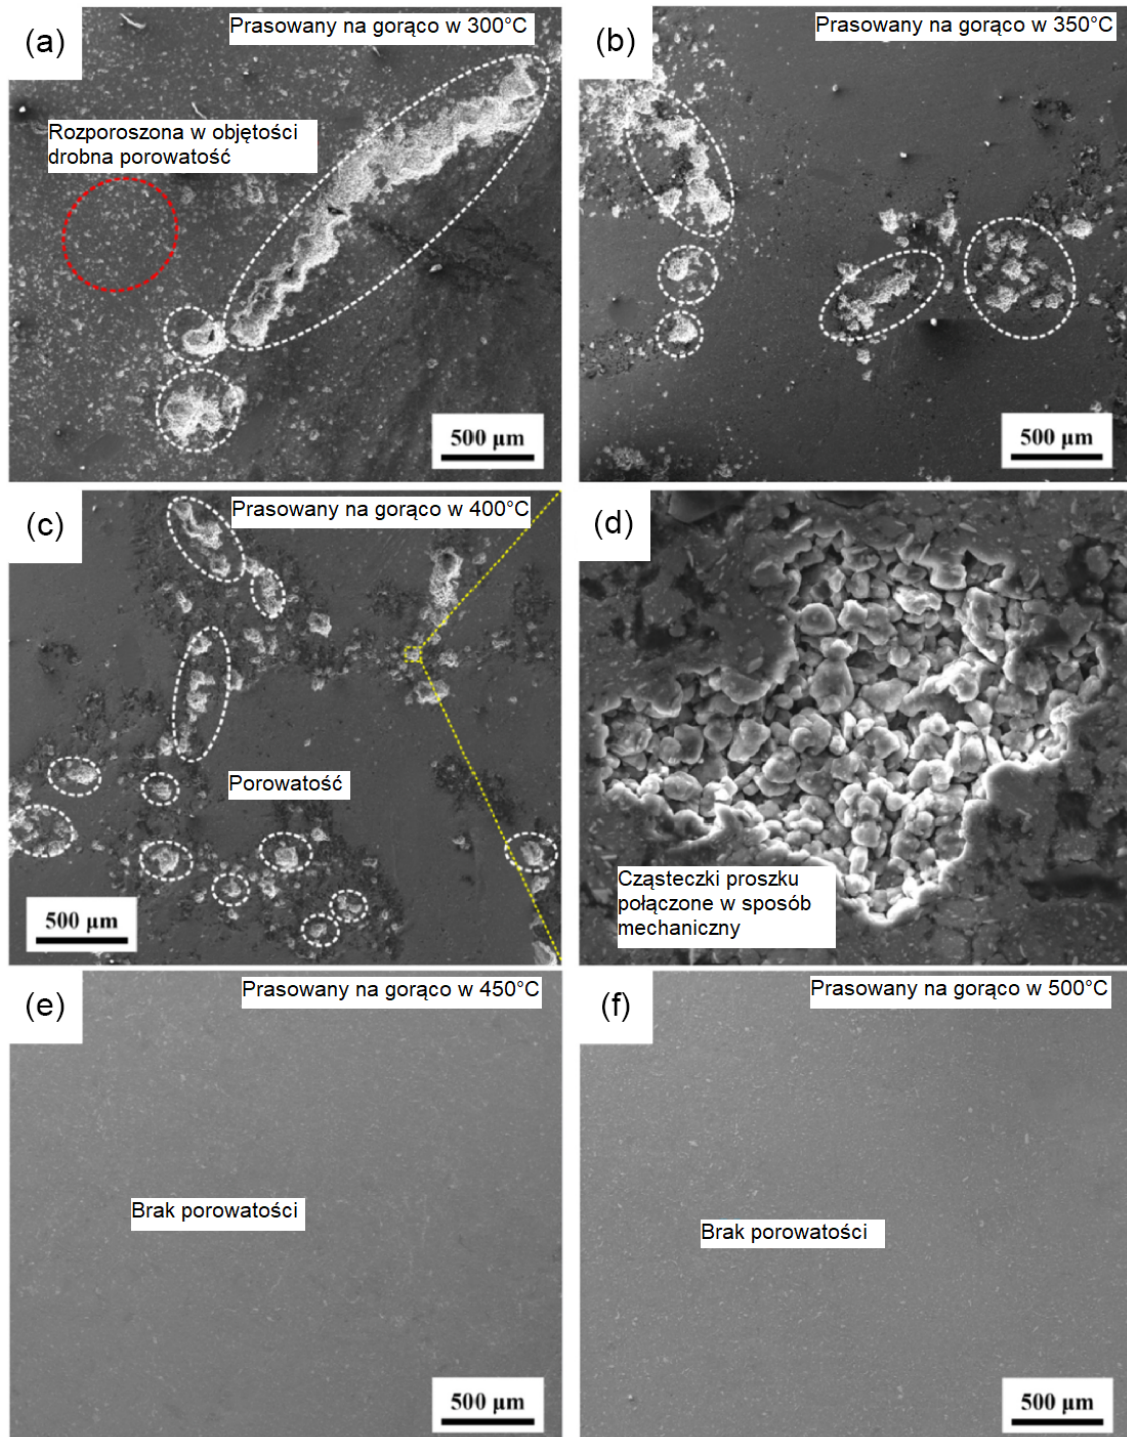 (a)
Prasowany na gorąco w 300°C
Rozporoszona w objętości
drobna porowatość
500 µm
(b)
Prasowany na gorąco w 350°C
500 µm
(c)
Prasowany na gorąco w 400°C
Porowatość
500 µm
(d)
Cząsteczki proszku
połączone w sposób
mechaniczny
(e)
Prasowany na gorąco w 450°C
Brak porowatości
500 µm
(f)
Prasowany na gorąco w 500°C
Brak porowatości
500 µm